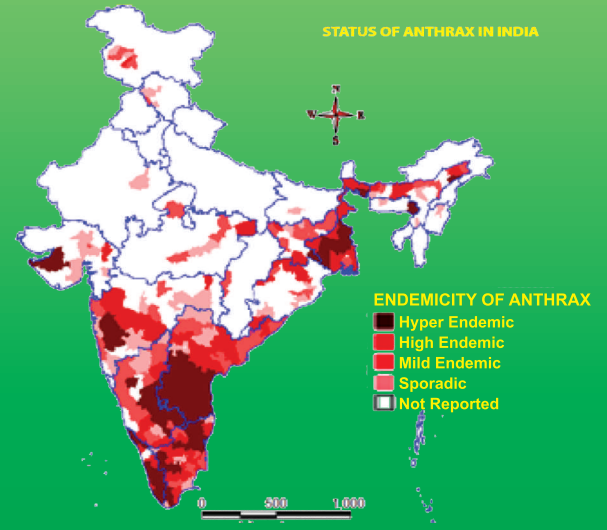 STATUS OF ANTHRAX IN INDIA
N
W E
S
ENDEMICITY OF ANTHRAX
Hyper Endemic
High Endemic
Mild Endemic
Sporadic
Not Reported
0 500 1,000